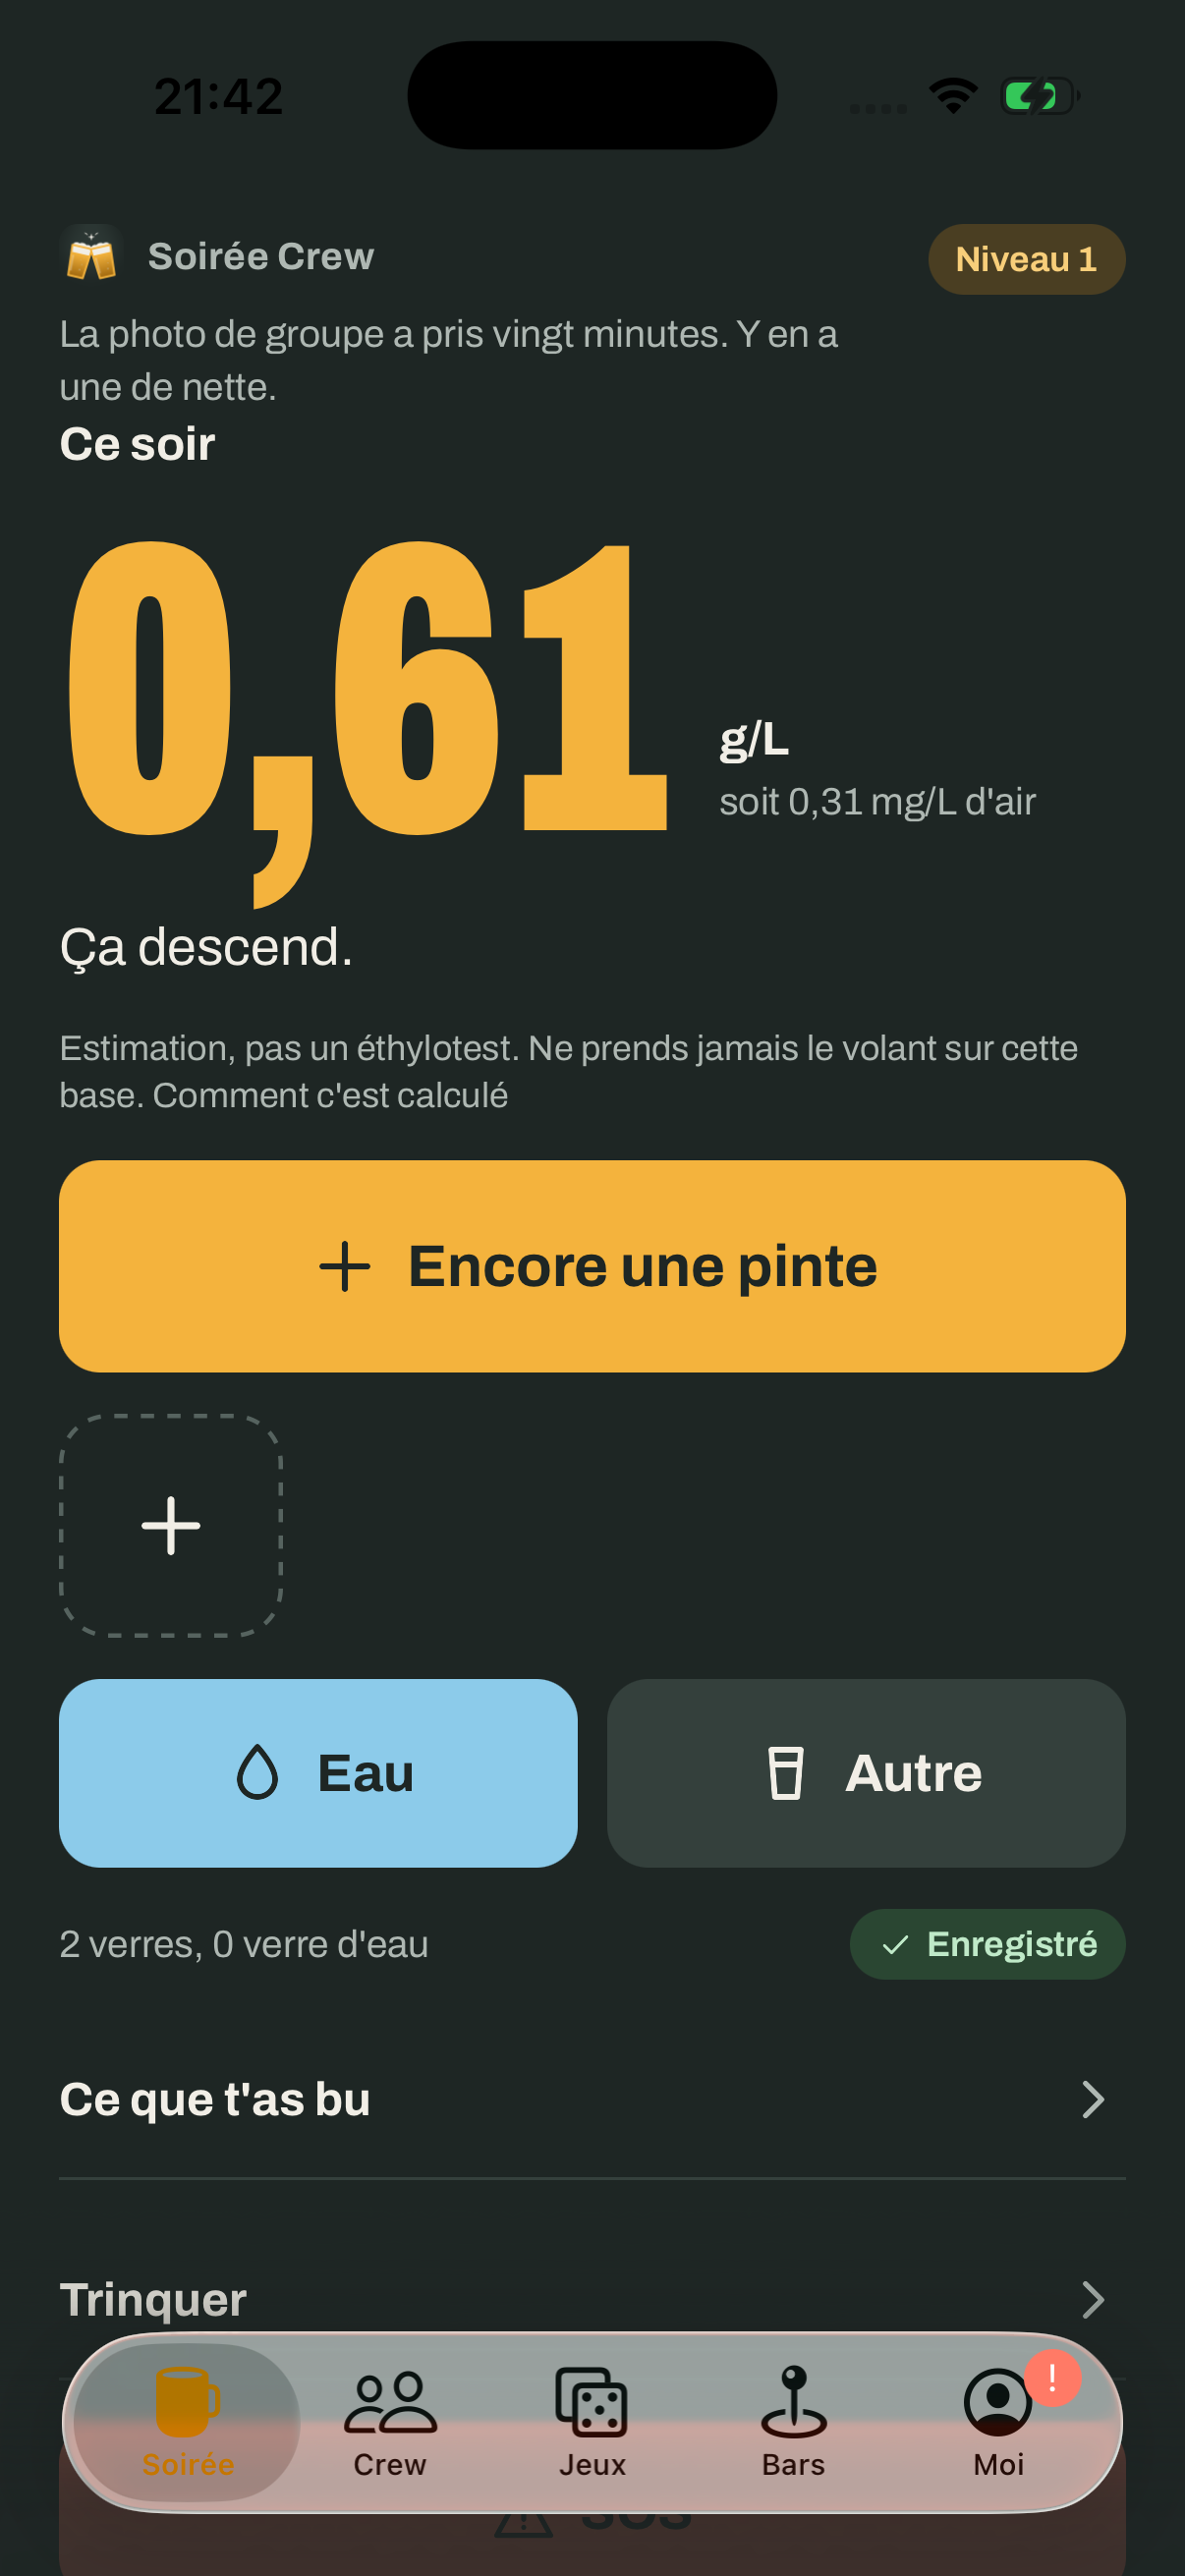 21:42
Soirée Crew
Niveau 1
La photo de groupe a pris vingt minutes. Y en a
une de nette.
Ce soir
0,61
g/L
soit 0,31 mg/L d'air
Ça descend.
Estimation, pas un éthylotest. Ne prends jamais le volant sur cette
base. Comment c'est calculé
Encore une pinte
Eau
Autre
2 verres, 0 verre d'eau
Enregistré
Ce que t'as bu
Trinquer
Soirée
Crew
Jeux
Bars
Moi
!
SOS